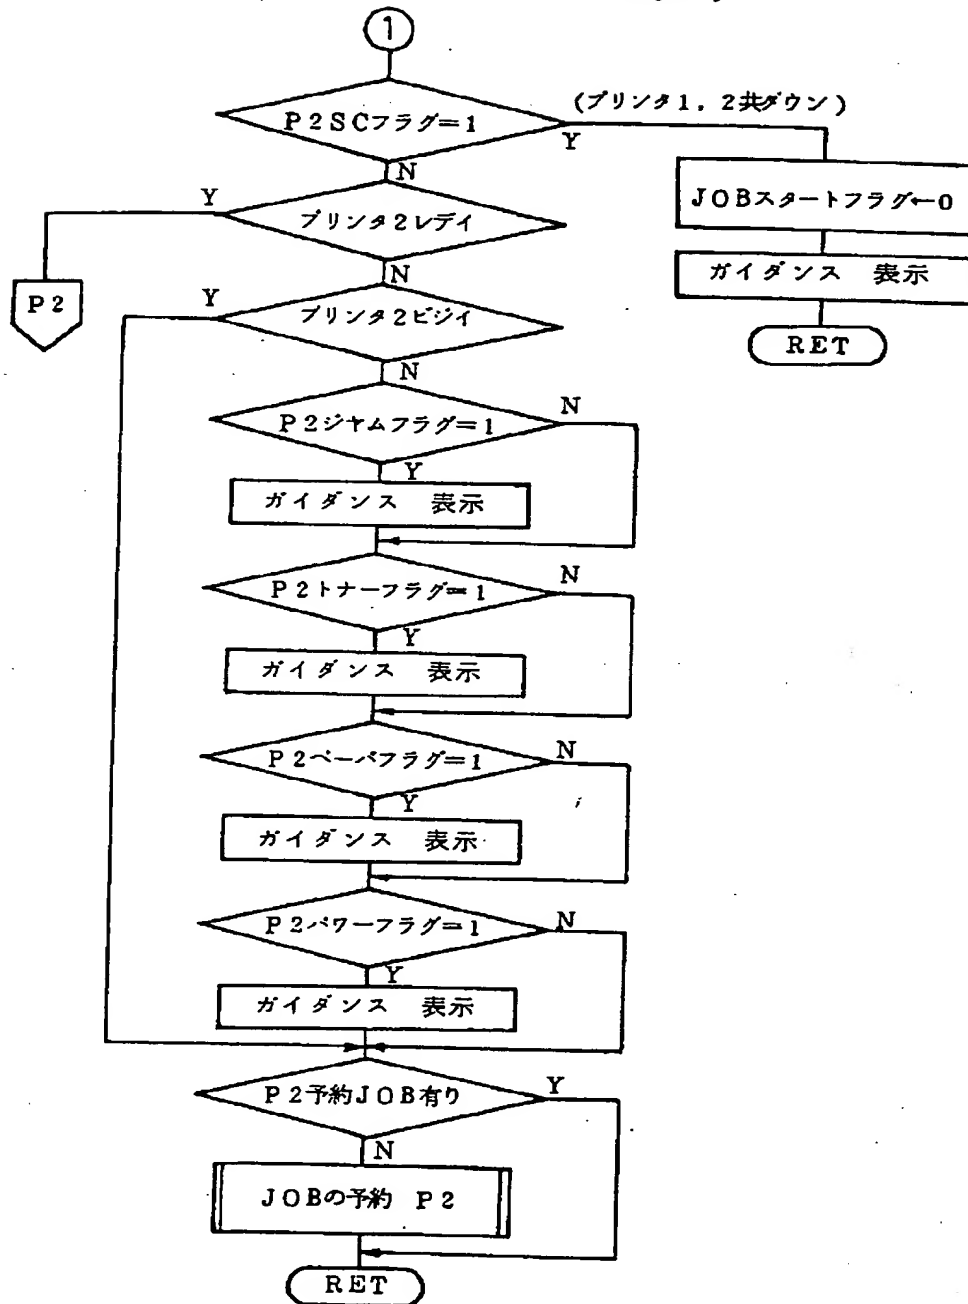 1
P2SCフラグ=1
(プリンタ1,2共ダウン)
Y
N
JOBスタートフラグ←0
ガイダンス 表示
RET
Y
プリンタ2レデイ
N
P2
Y
プリンタ2ビジイ
N
P2ジャムフラグ=1
N
Y
ガイダンス 表示
P2トナーフラグ=1
N
Y
ガイダンス 表示
P2ペーパフラグ=1
N
Y
ガイダンス 表示
P2パワーフラグ=1
N
Y
ガイダンス 表示
P2予約JOB有り
Y
N
JOBの予約 P2
RET